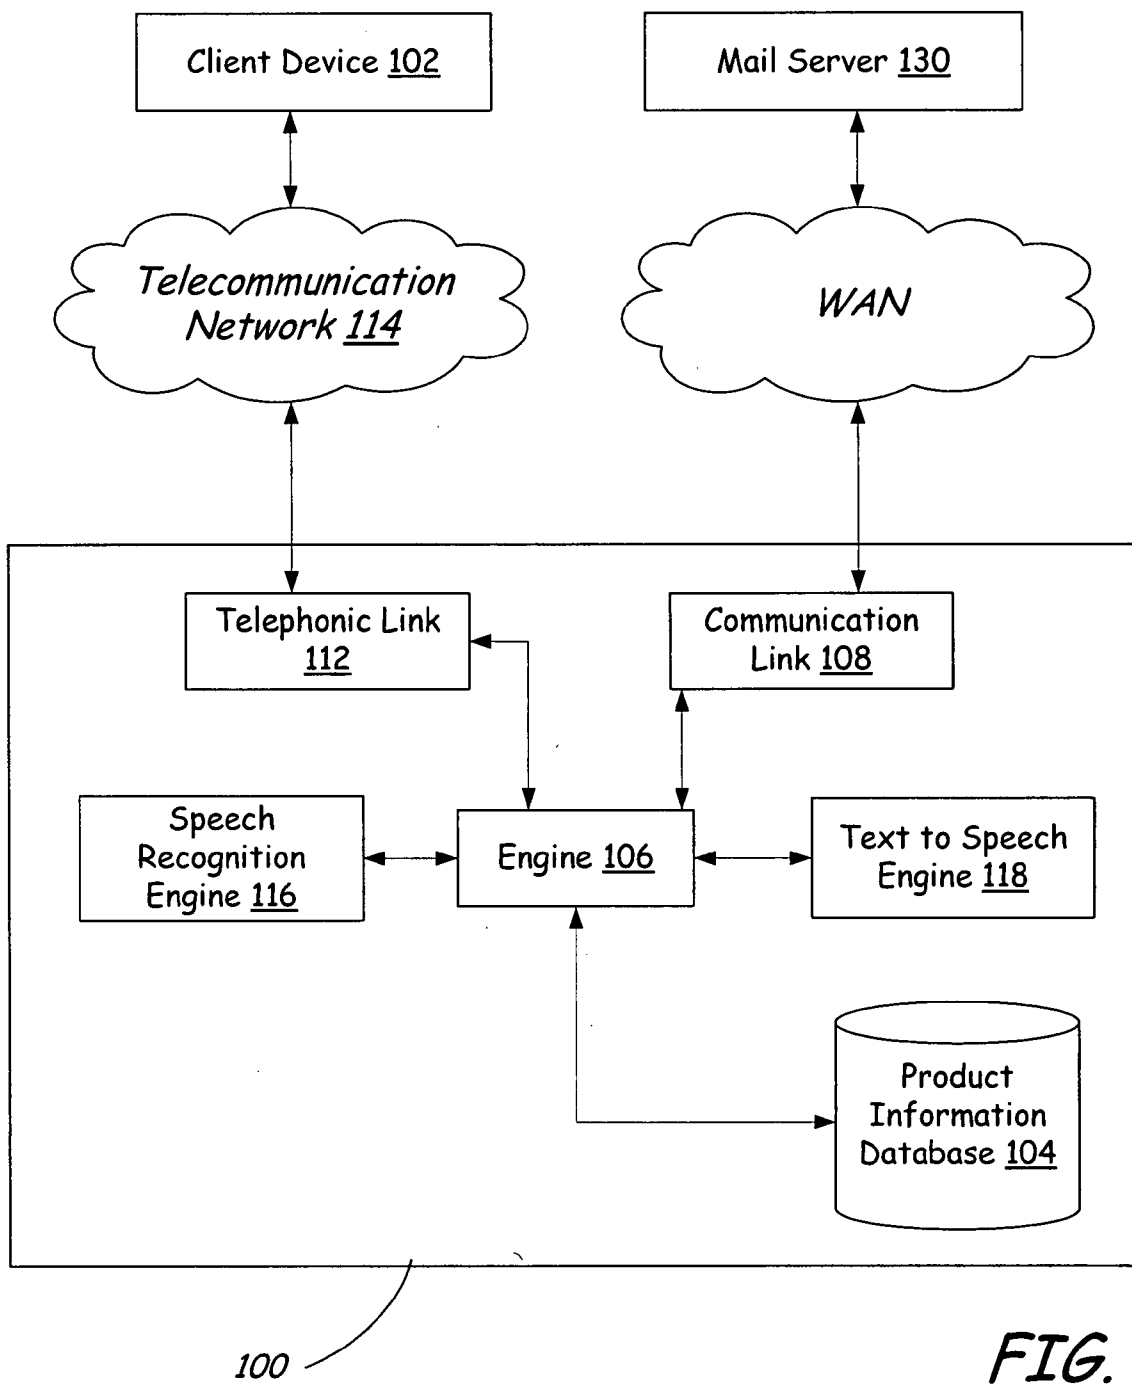 Client Device 102
Mail Server 130
Telecommunication
Network 114
WAN
Telephonic Link
112
Communication
Link 108
Speech
Recognition
Engine 116
Engine 106
Text to Speech
Engine 118
Product
Information
Database 104
100
FIG.